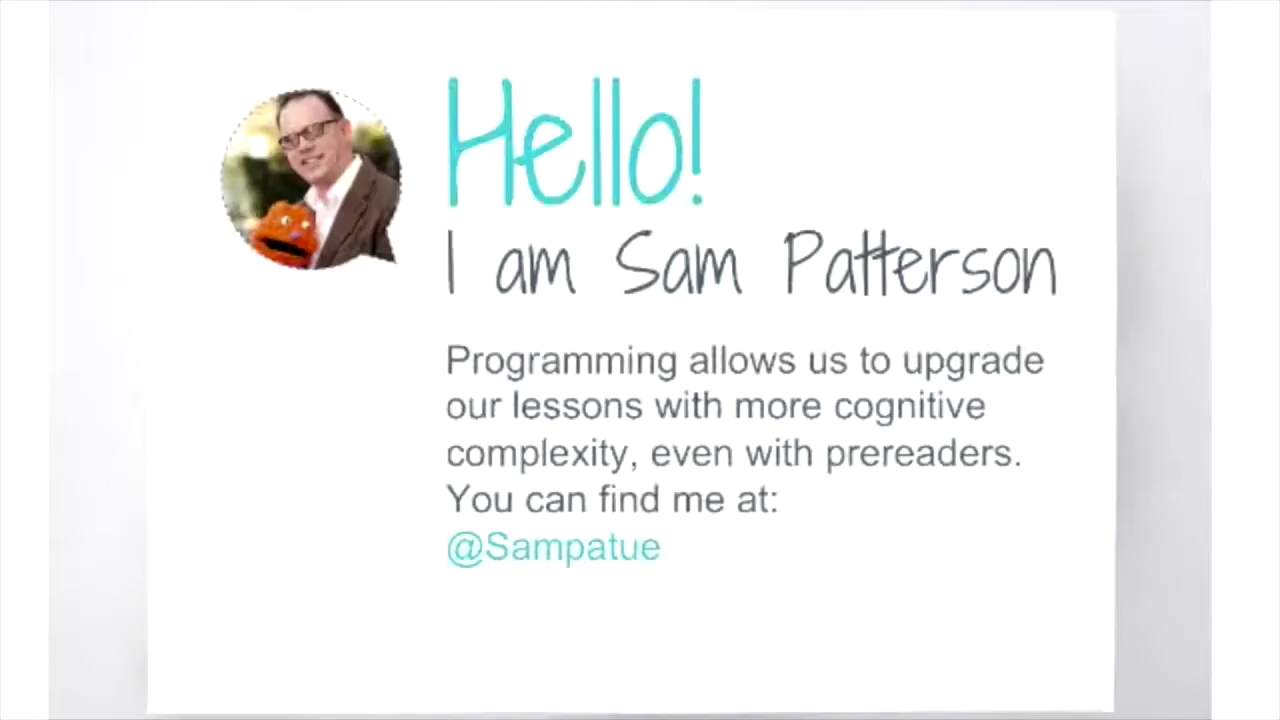 Hello!
I am Sam Patterson
Programming allows us to upgrade
our lessons with more cognitive
complexity, even with prereaders.
You can find me at:
@Sampatue